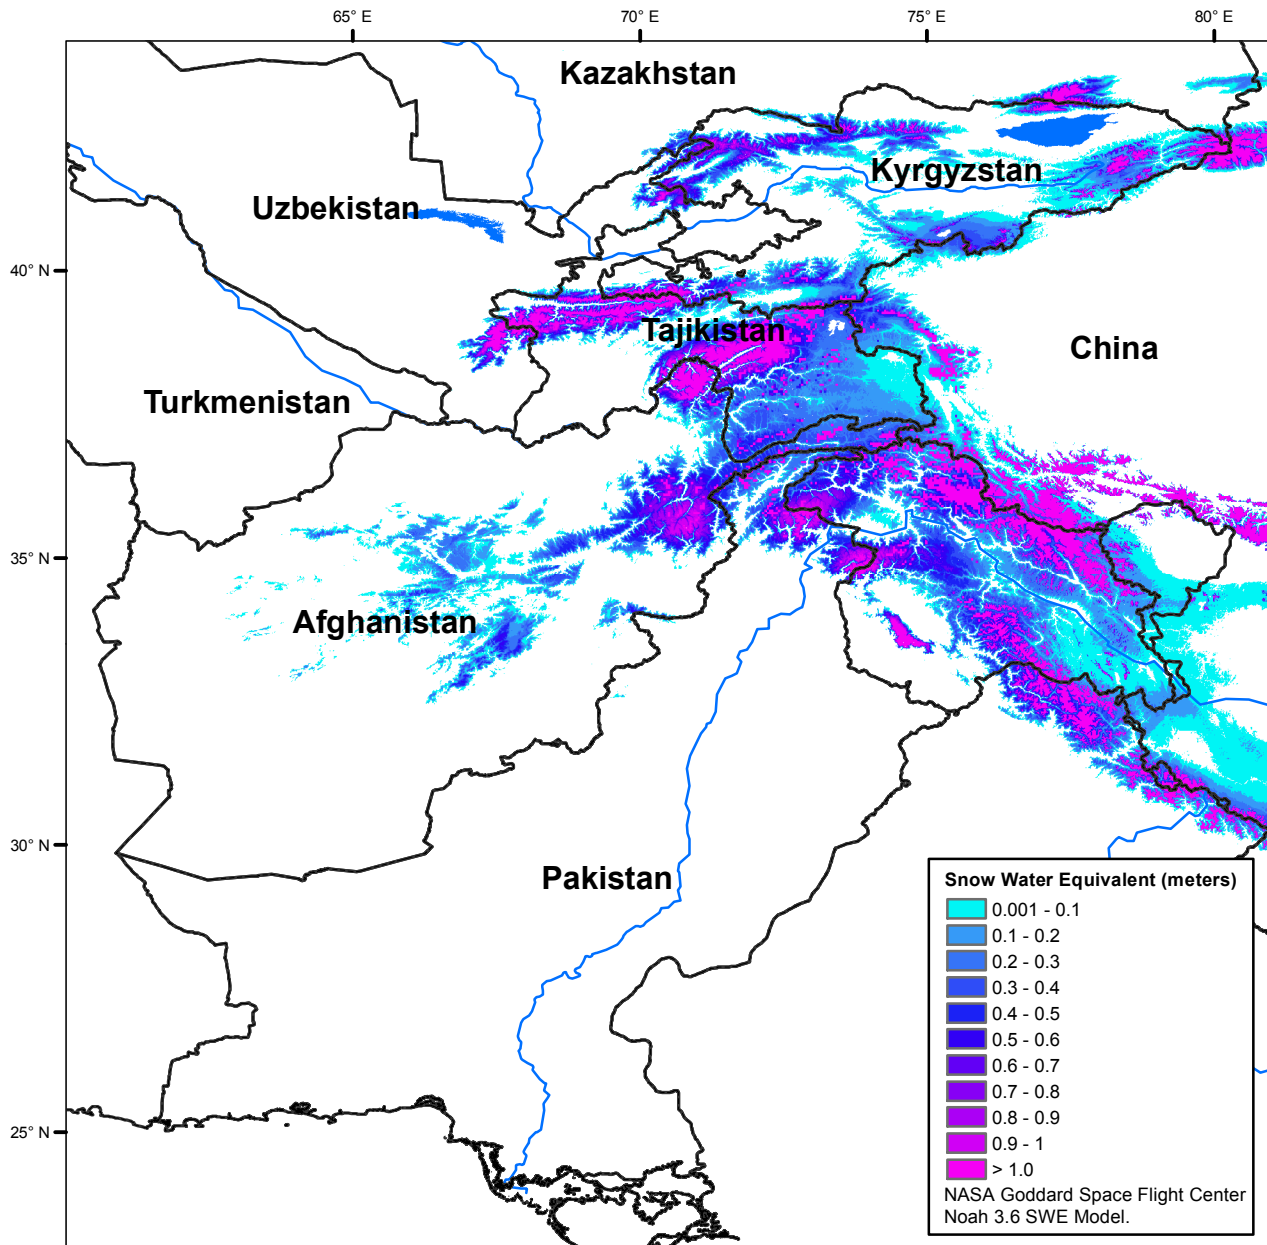 65° E
70° E
75° E
80° E
Kazakhstan
Kyrgyzstan
Uzbekistan
40° N
Tajikistan
China
Turkmenistan
35° N
Afghanistan
30° N
Pakistan
25° N
Snow Water Equivalent (meters)
0.001 - 0.1
0.1 - 0.2
0.2 - 0.3
0.3 - 0.4
0.4 - 0.5
0.5 - 0.6
0.6 - 0.7
0.7 - 0.8
0.8 - 0.9
0.9 - 1
> 1.0
NASA Goddard Space Flight Center
Noah 3.6 SWE Model.